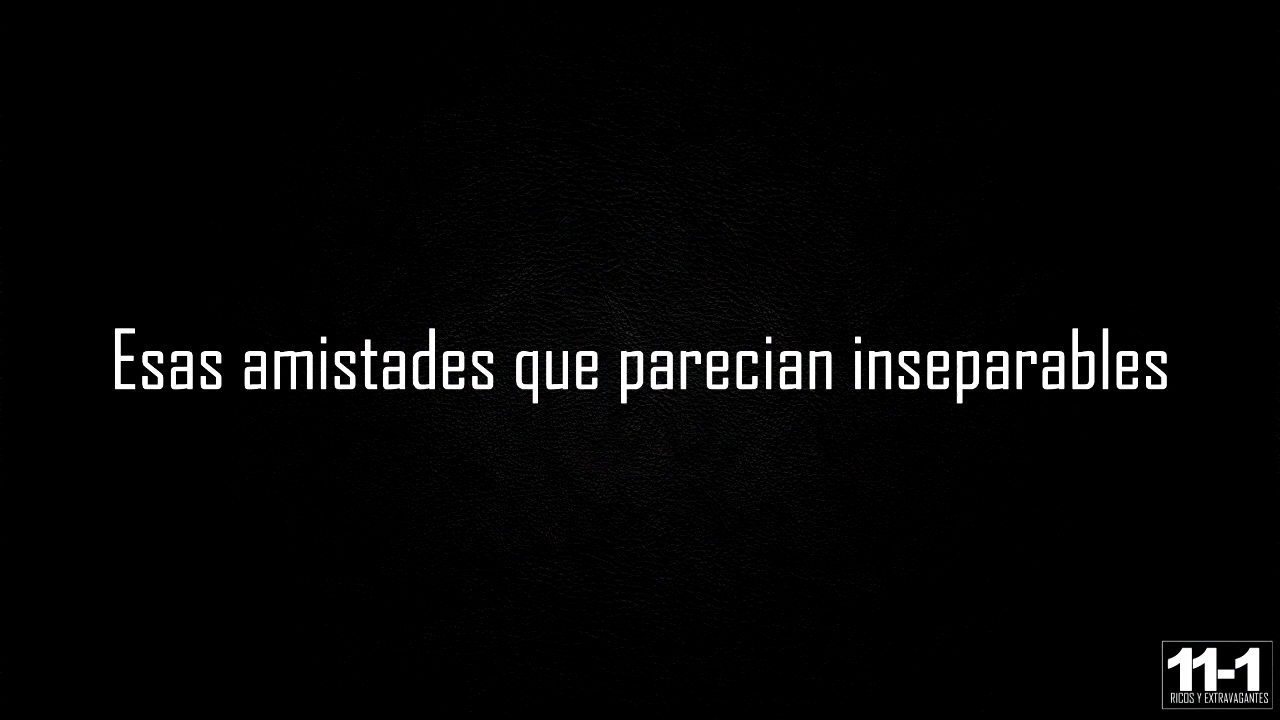 Esas amistades que parecian inseparables
11-1
RICOS Y EXTRAVAGANTES